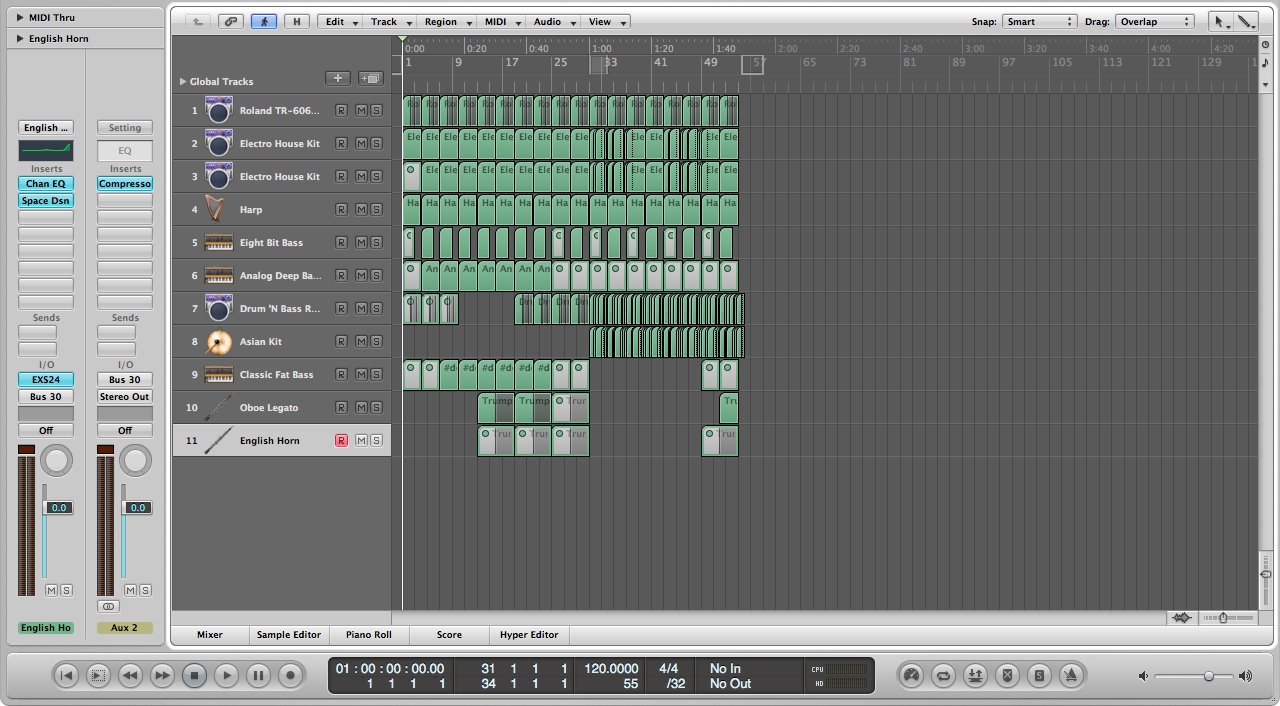 MIDI Thru
English Horn
H
Edit Track Region MIDI Audio View
Snap: Smart
Drag: Overlap
0:00 0:20 0:40 1:00 1:20 1:40 2:00 2:20 2:40 3:00 3:20 3:40 4:00 4:20
1 9 17 25 33 41 49 57 65 73 81 89 97 105 113 121 129
Global Tracks
1 Roland TR-606... R M S
2 Electro House Kit R M S
3 Electro House Kit R M S
4 Harp R M S
5 Eight Bit Bass R M S
6 Analog Deep Ba... R M S
7 Drum 'N Bass R... R M S
8 Asian Kit R M S
9 Classic Fat Bass R M S
10 Oboe Legato R M S
11 English Horn R M S
English ... Setting
EQ
Inserts Inserts
Chan EQ Compresso
Space Dsn
Sends Sends
I/O I/O
EXS24 Bus 30
Bus 30 Stereo Out
Off Off
0.0 0.0
M S M S
English Ho Aux 2
Mixer Sample Editor Piano Roll Score Hyper Editor
01 : 00 : 00 : 00.00 31 1 1 1 120.0000 4/4 No In CPU
1 1 1 1 34 1 1 1 55 /32 No Out HD